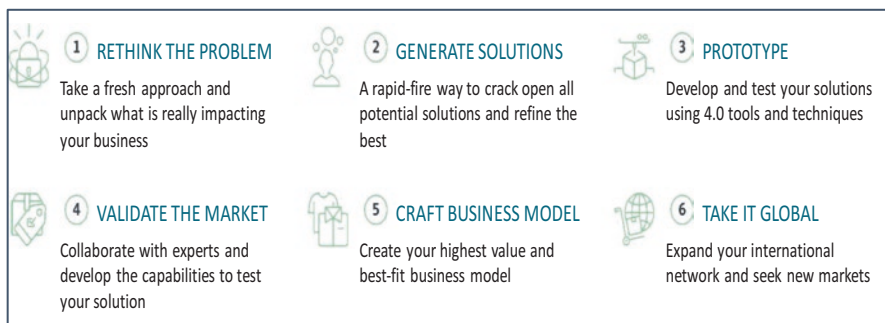 1 RETHINK THE PROBLEM
Take a fresh approach and
unpack what is really impacting
your business
2 GENERATE SOLUTIONS
A rapid-fire way to crack open all
potential solutions and refine the
best
3 PROTOTYPE
Develop and test your solutions
using 4.0 tools and techniques
4 VALIDATE THE MARKET
Collaborate with experts and
develop the capabilities to test
your solution
5 CRAFT BUSINESS MODEL
Create your highest value and
best-fit business model
6 TAKE IT GLOBAL
Expand your international
network and seek new markets